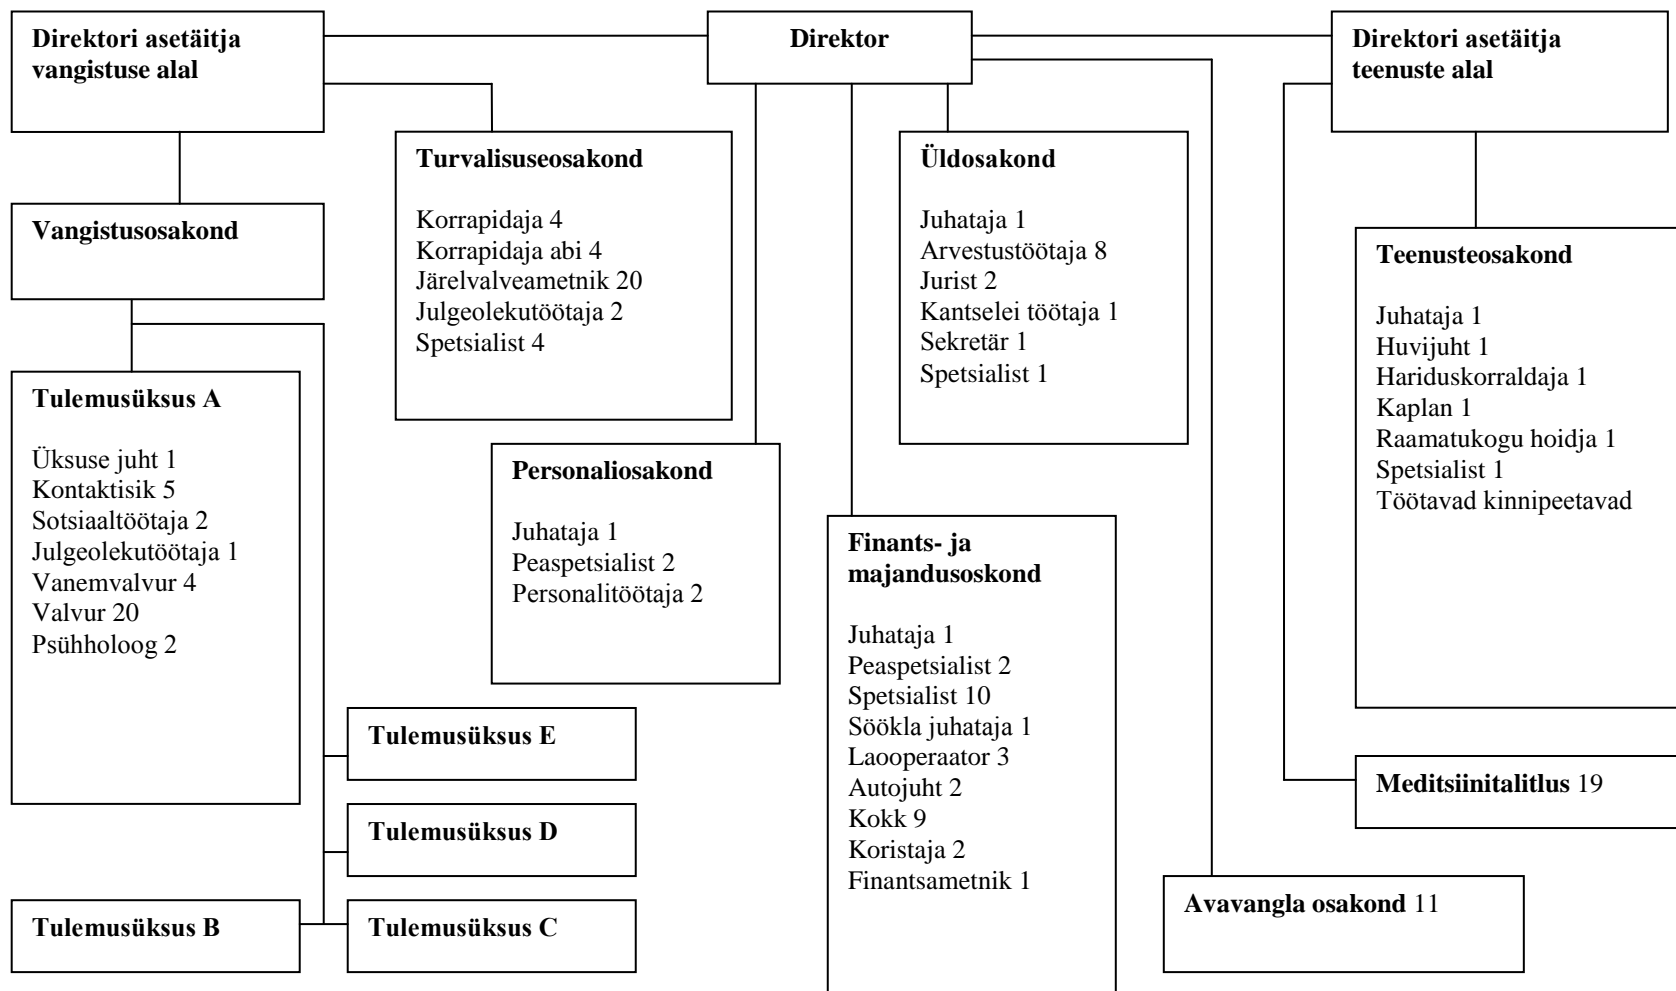 Direktori asetäitja
vangistuse alal
Direktor
Direktori asetäitja
teenuste alal
Turvalisuseosakond
Korrapidaja 4
Korrapidaja abi 4
Järelvalveametnik 20
Julgeolekutöötaja 2
Spetsialist 4
Üldosakond
Juhataja 1
Arvestustöötaja 8
Jurist 2
Kantselei töötaja 1
Sekretär 1
Spetsialist 1
Vangistusosakond
Teenusteosakond
Juhataja 1
Huvijuht 1
Hariduskorraldaja 1
Kaplan 1
Raamatukogu hoidja 1
Spetsialist 1
Töötavad kinnipeetavad
Tulemusüksus A
Üksuse juht 1
Kontaktisik 5
Sotsiaaltöötaja 2
Julgeolekutöötaja 1
Vanemvalvur 4
Valvur 20
Psühholoog 2
Personaliosakond
Juhataja 1
Peaspetsialist 2
Personalitöötaja 2
Finants- ja
majandusoskond
Juhataja 1
Peaspetsialist 2
Spetsialist 10
Söökla juhataja 1
Laooperaator 3
Autojuht 2
Kokk 9
Koristaja 2
Finantsametnik 1
Tulemusüksus E
Meditsiinitalitlus 19
Tulemusüksus D
Avavangla osakond 11
Tulemusüksus B
Tulemusüksus C